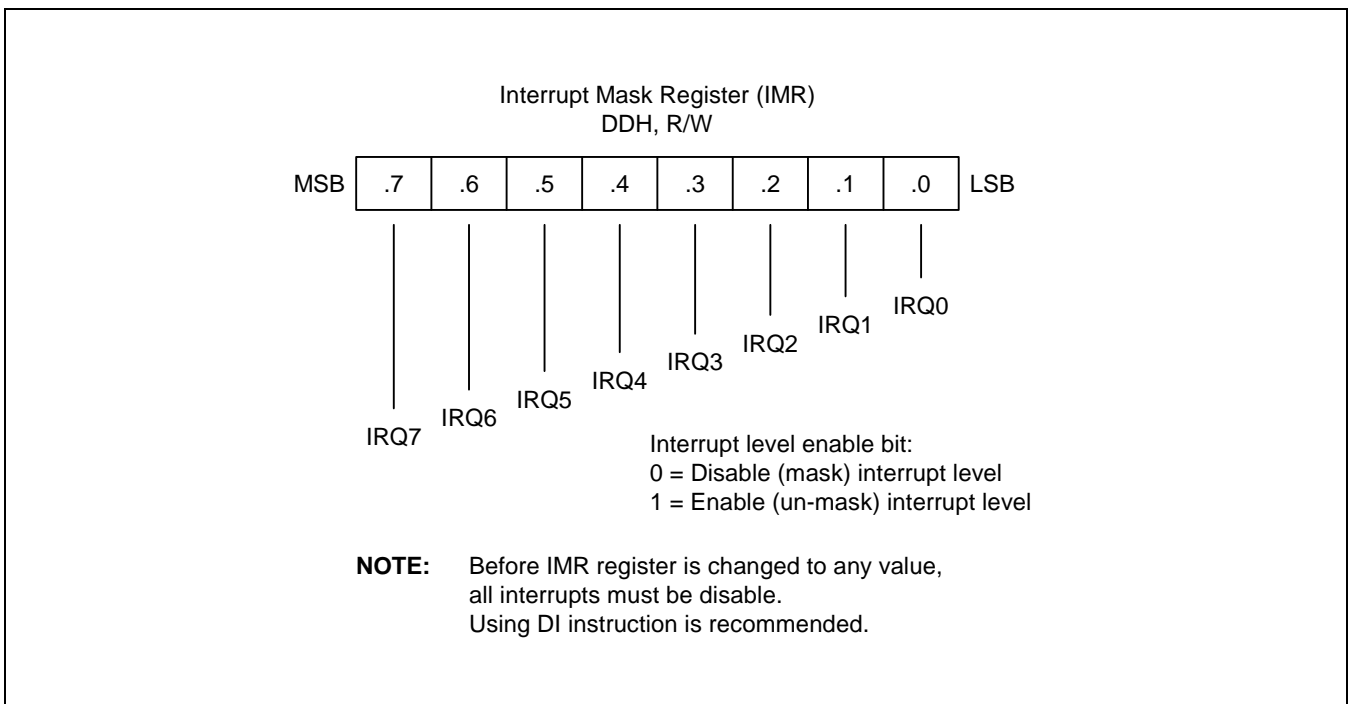 Interrupt Mask Register (IMR)
DDH, R/W
MSB .7 .6 .5 .4 .3 .2 .1 .0 LSB
IRQ0
IRQ1
IRQ2
IRQ3
IRQ4
IRQ5
IRQ6
IRQ7
Interrupt level enable bit:
0 = Disable (mask) interrupt level
1 = Enable (un-mask) interrupt level
NOTE: Before IMR register is changed to any value,
all interrupts must be disable.
Using DI instruction is recommended.